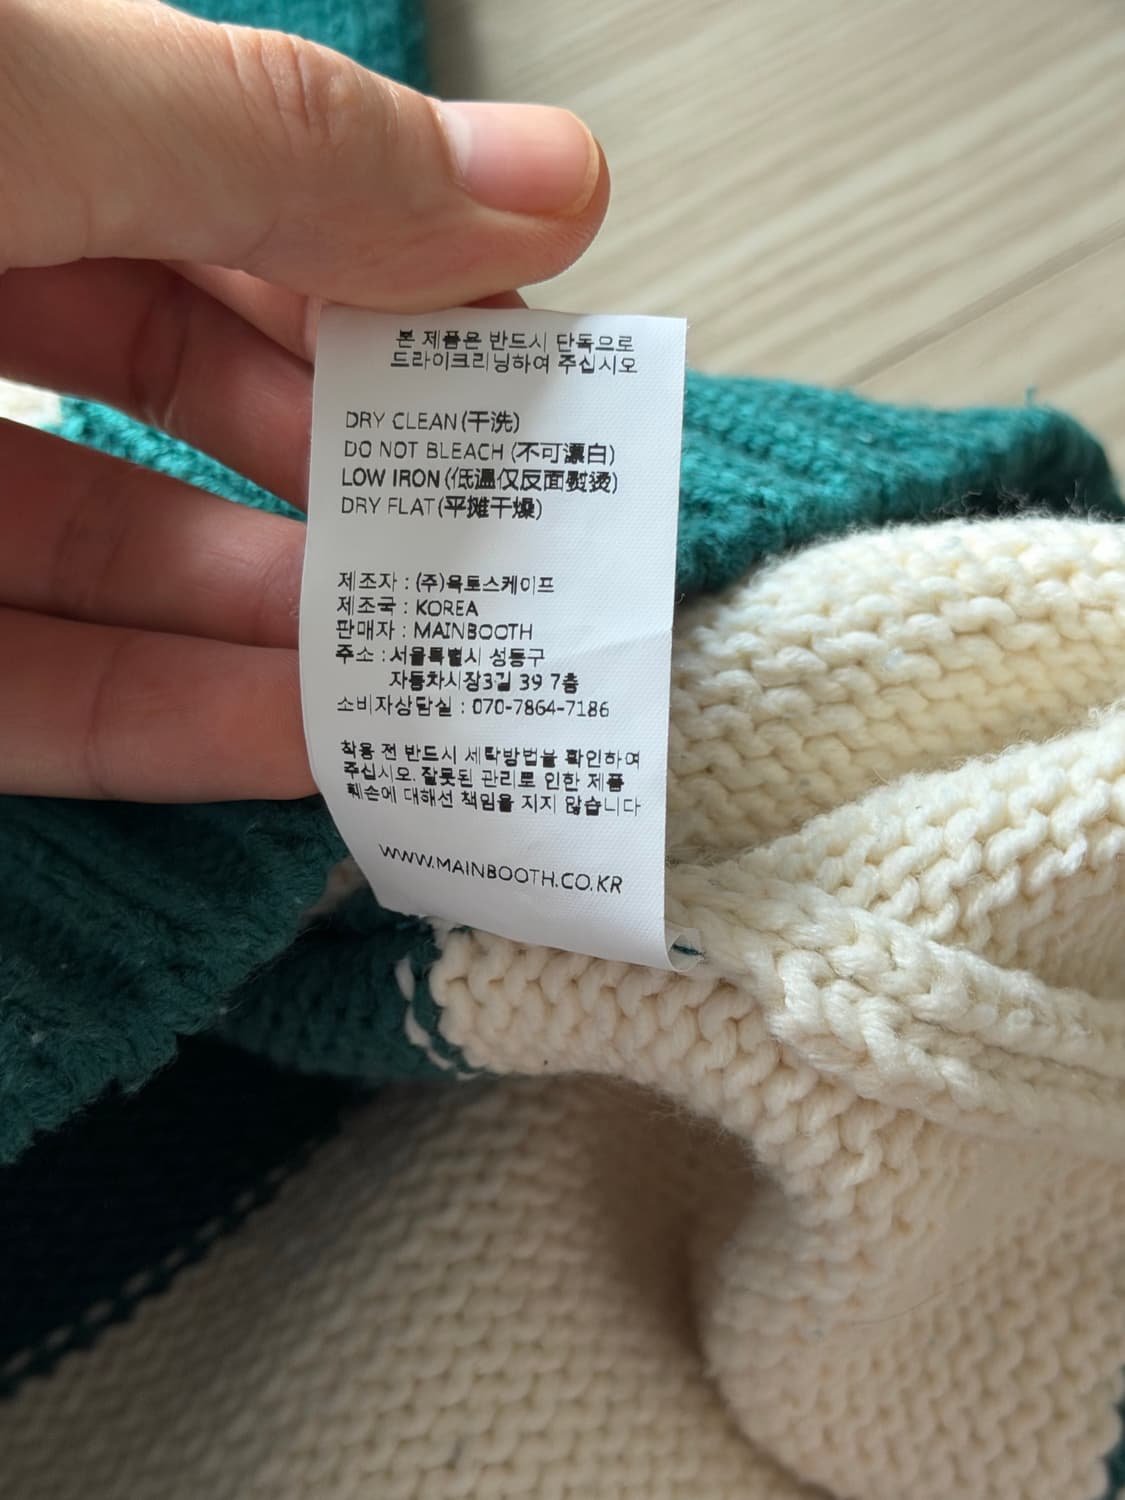 본 제품은 반드시 단독으로
드라이크리닝하여 주십시오
DRY CLEAN(干洗)
DO NOT BLEACH (不可漂白)
LOW IRON(低温仅反面熨烫)
DRY FLAT(平摊干燥)
제조자 : (주)욕토스케이프
제조국 : KOREA
판매자 : MAINBOOTH
주소 : 서울특별시 성동구
자동차시장3길 39 7층
소비자상담실 : 070-7864-7186
착용 전 반드시 세탁방법을 확인하여
주십시오. 잘못된 관리로 인한 제품
훼손에 대해선 책임을 지지 않습니다
WWW.MAINBOOTH.CO.KR